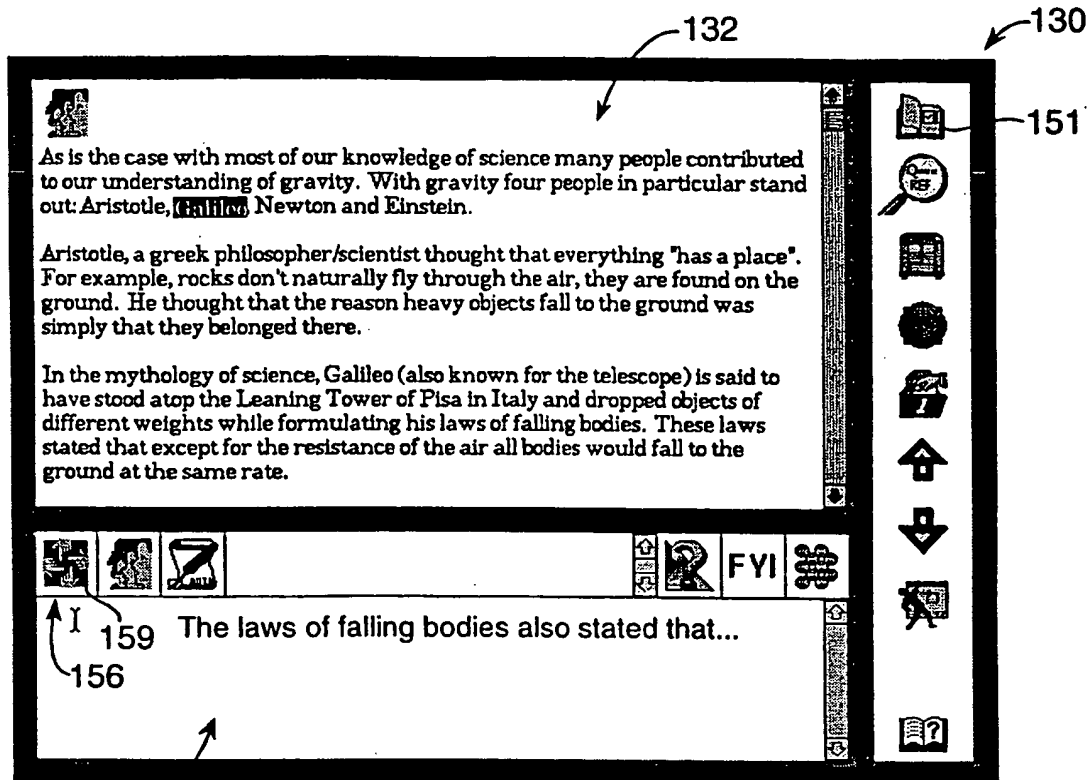 132
130
151
As is the case with most of our knowledge of science many people contributed
to our understanding of gravity. With gravity four people in particular stand
out: Aristotle, Galileo, Newton and Einstein.
Aristotle, a greek philosopher/scientist thought that everything "has a place".
For example, rocks don't naturally fly through the air, they are found on the
ground. He thought that the reason heavy objects fall to the ground was
simply that they belonged there.
In the mythology of science, Galileo (also known for the telescope) is said to
have stood atop the Leaning Tower of Pisa in Italy and dropped objects of
different weights while formulating his laws of falling bodies. These laws
stated that except for the resistance of the air all bodies would fall to the
ground at the same rate.
REF
1
FYI
159
The laws of falling bodies also stated that...
156
?